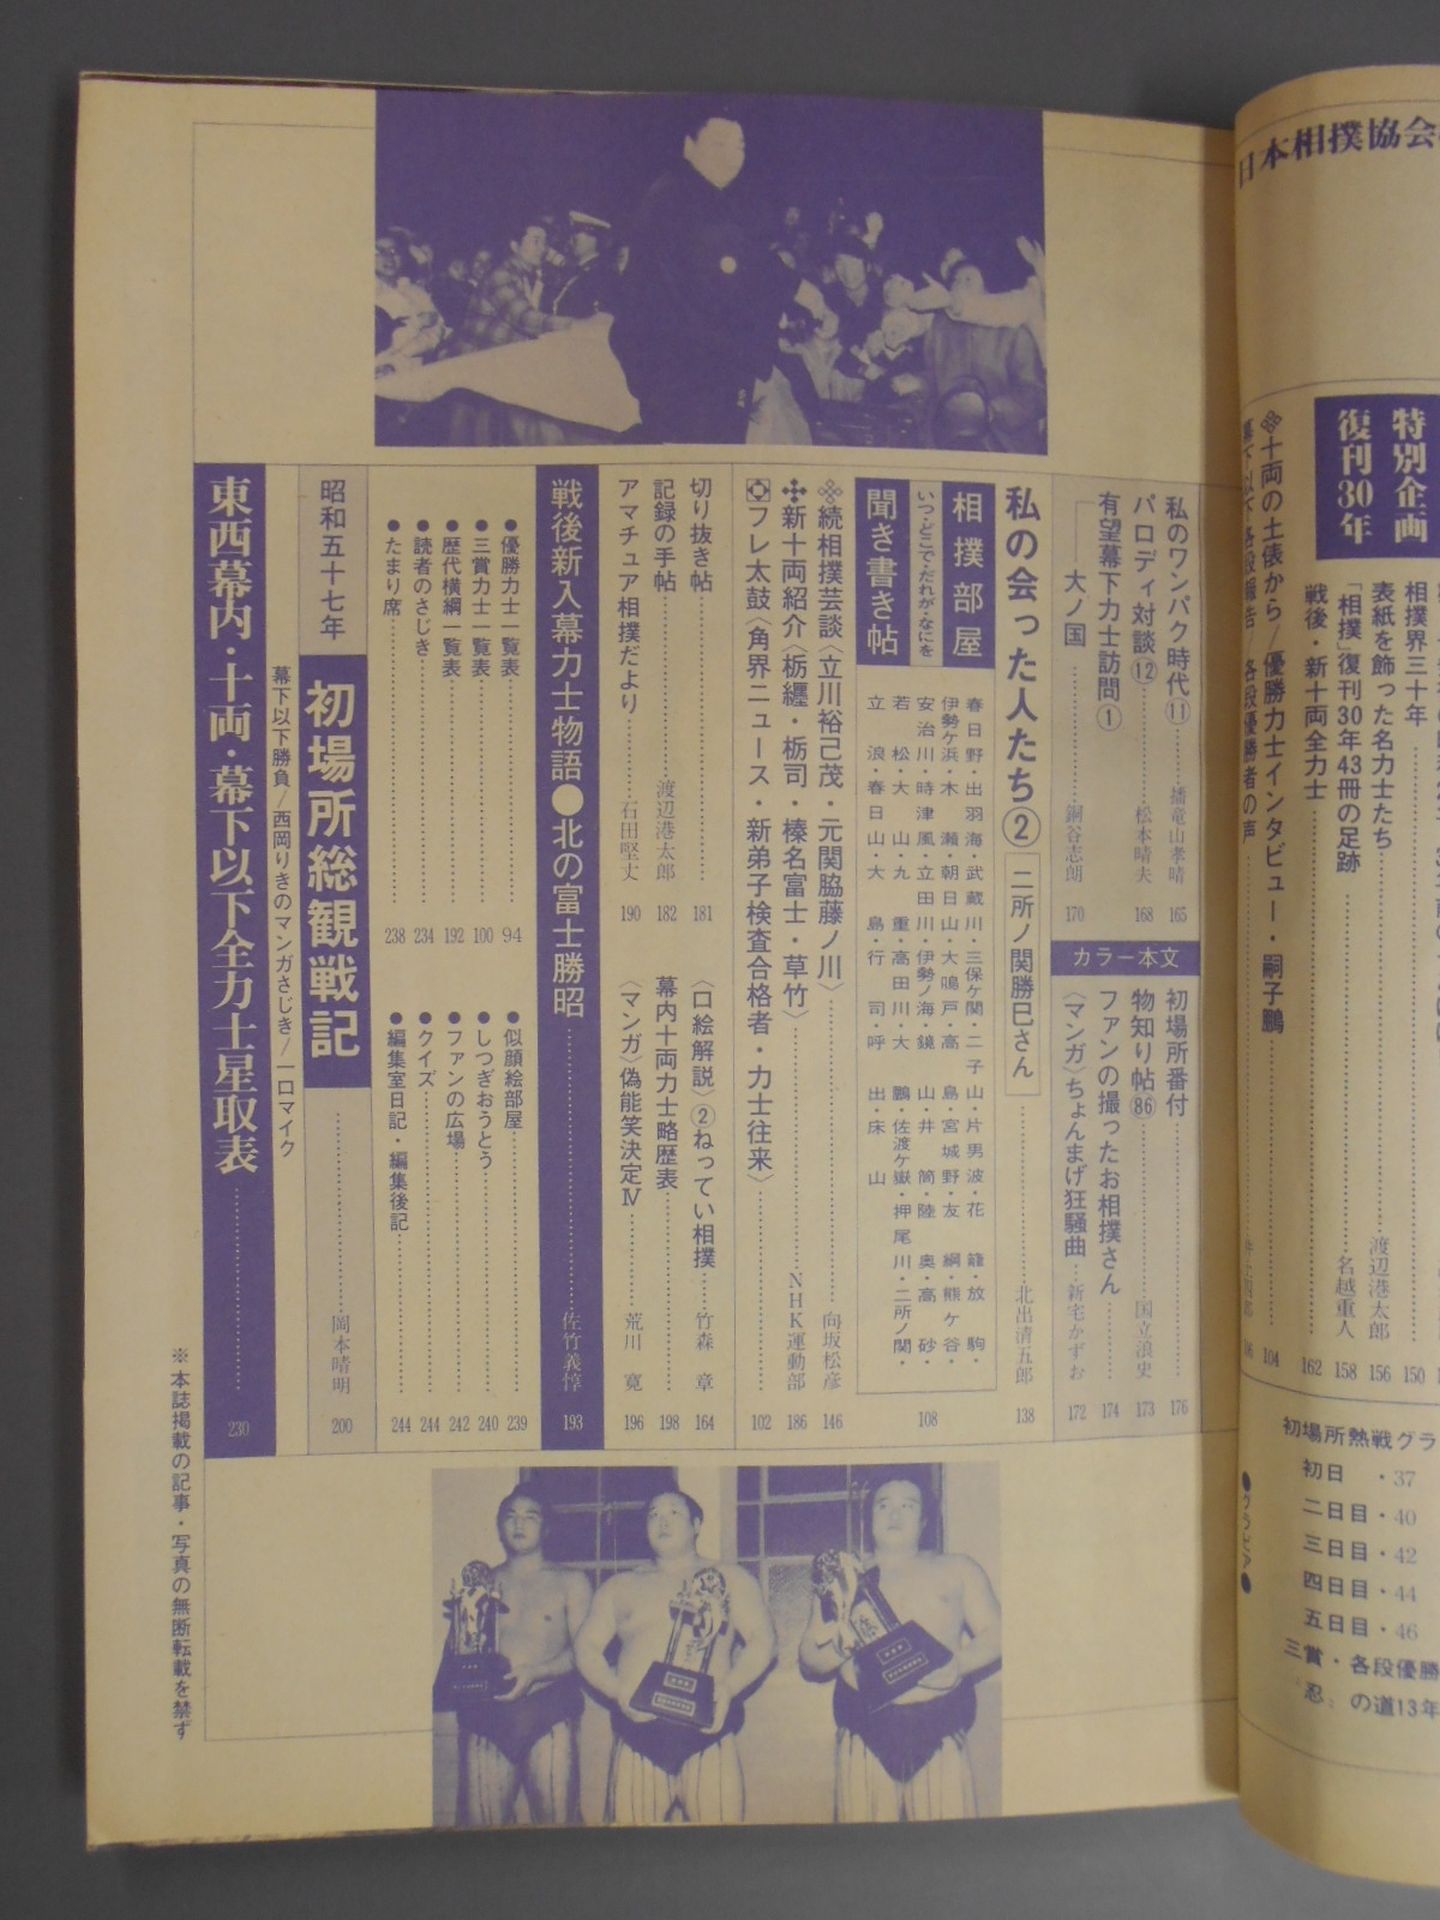 日本相撲協会
特別企画
復刊30年
相撲界三十年
150
表紙を飾った名力士たち
渡辺港太郎
156
「相撲」復刊30年43冊の足跡
名越重人
158
戦後・新十両全力士
162
十両の土俵から/優勝力士インタビュー・嗣子鵬
104
幕下以下各段報告/各段優勝者の声
初場所熱戦グラ
初日・37
二日目・40
三日目・42
四日目・44
五日目・46
三賞・各段優勝
"忍"の道13年
●グラビア●
私のワンパク時代⑪
播竜山孝晴
165
パロディ対談⑫
松本晴夫
168
有望幕下力士訪問①
大ノ国
銅谷志朗
170
カラー本文
初場所番付
176
物知り帖86
国立浪史
173
ファンの撮ったお相撲さん
174
〈マンガ〉ちょんまげ狂騒曲
新宅かずお
172
私の会った人たち②
二所ノ関勝巳さん
北出清五郎
138
相撲部屋
いつ・どこで・だれが・なにを
聞き書き帖
春日野・出羽海・武蔵川・三保ケ関・二子山・片男波・花籠・放駒・
伊勢ケ浜・木瀬・朝日山・大鳴戸・高島・宮城野・友綱・熊ケ谷・
安治川・時津風・立田川・伊勢ノ海・鏡山・井筒・陸奥・高砂・
若松・大山・九重・高田川・大鵬・佐渡ケ嶽・押尾川・二所ノ関・
立浪・春日山・大島・行司・呼出・床山
108
続相撲芸談〈立川裕己茂・元関脇藤ノ川〉
向坂松彦
146
新十両紹介〈栃纒・栃司・榛名富士・草竹〉
NHK運動部
186
フレ太鼓〈角界ニュース・新弟子検査合格者・力士往来〉
102
切り抜き帖
181
記録の手帖
渡辺港太郎
182
アマチュア相撲だより
石田堅丈
190
〈口絵解説〉②ねってい相撲
竹森 章
164
幕内十両力士略歴表
198
〈マンガ〉偽能笑決定Ⅳ
荒川 寛
196
戦後新入幕力士物語●北の富士勝昭
佐竹義惇
193
●優勝力士一覧表
94
●三賞力士一覧表
100
●歴代横綱一覧表
192
●読者のさじき
234
●たまり席
238
●似顔絵部屋
239
●しつぎおうとう
240
●ファンの広場
242
●クイズ
244
●編集室日記・編集後記
244
昭和五十七年
初場所総観戦記
岡本晴明
200
幕下以下勝負/西岡りきのマンガさじき/一口マイク
東西幕内・十両・幕下以下全力士星取表
230
※本誌掲載の記事・写真の無断転載を禁ず